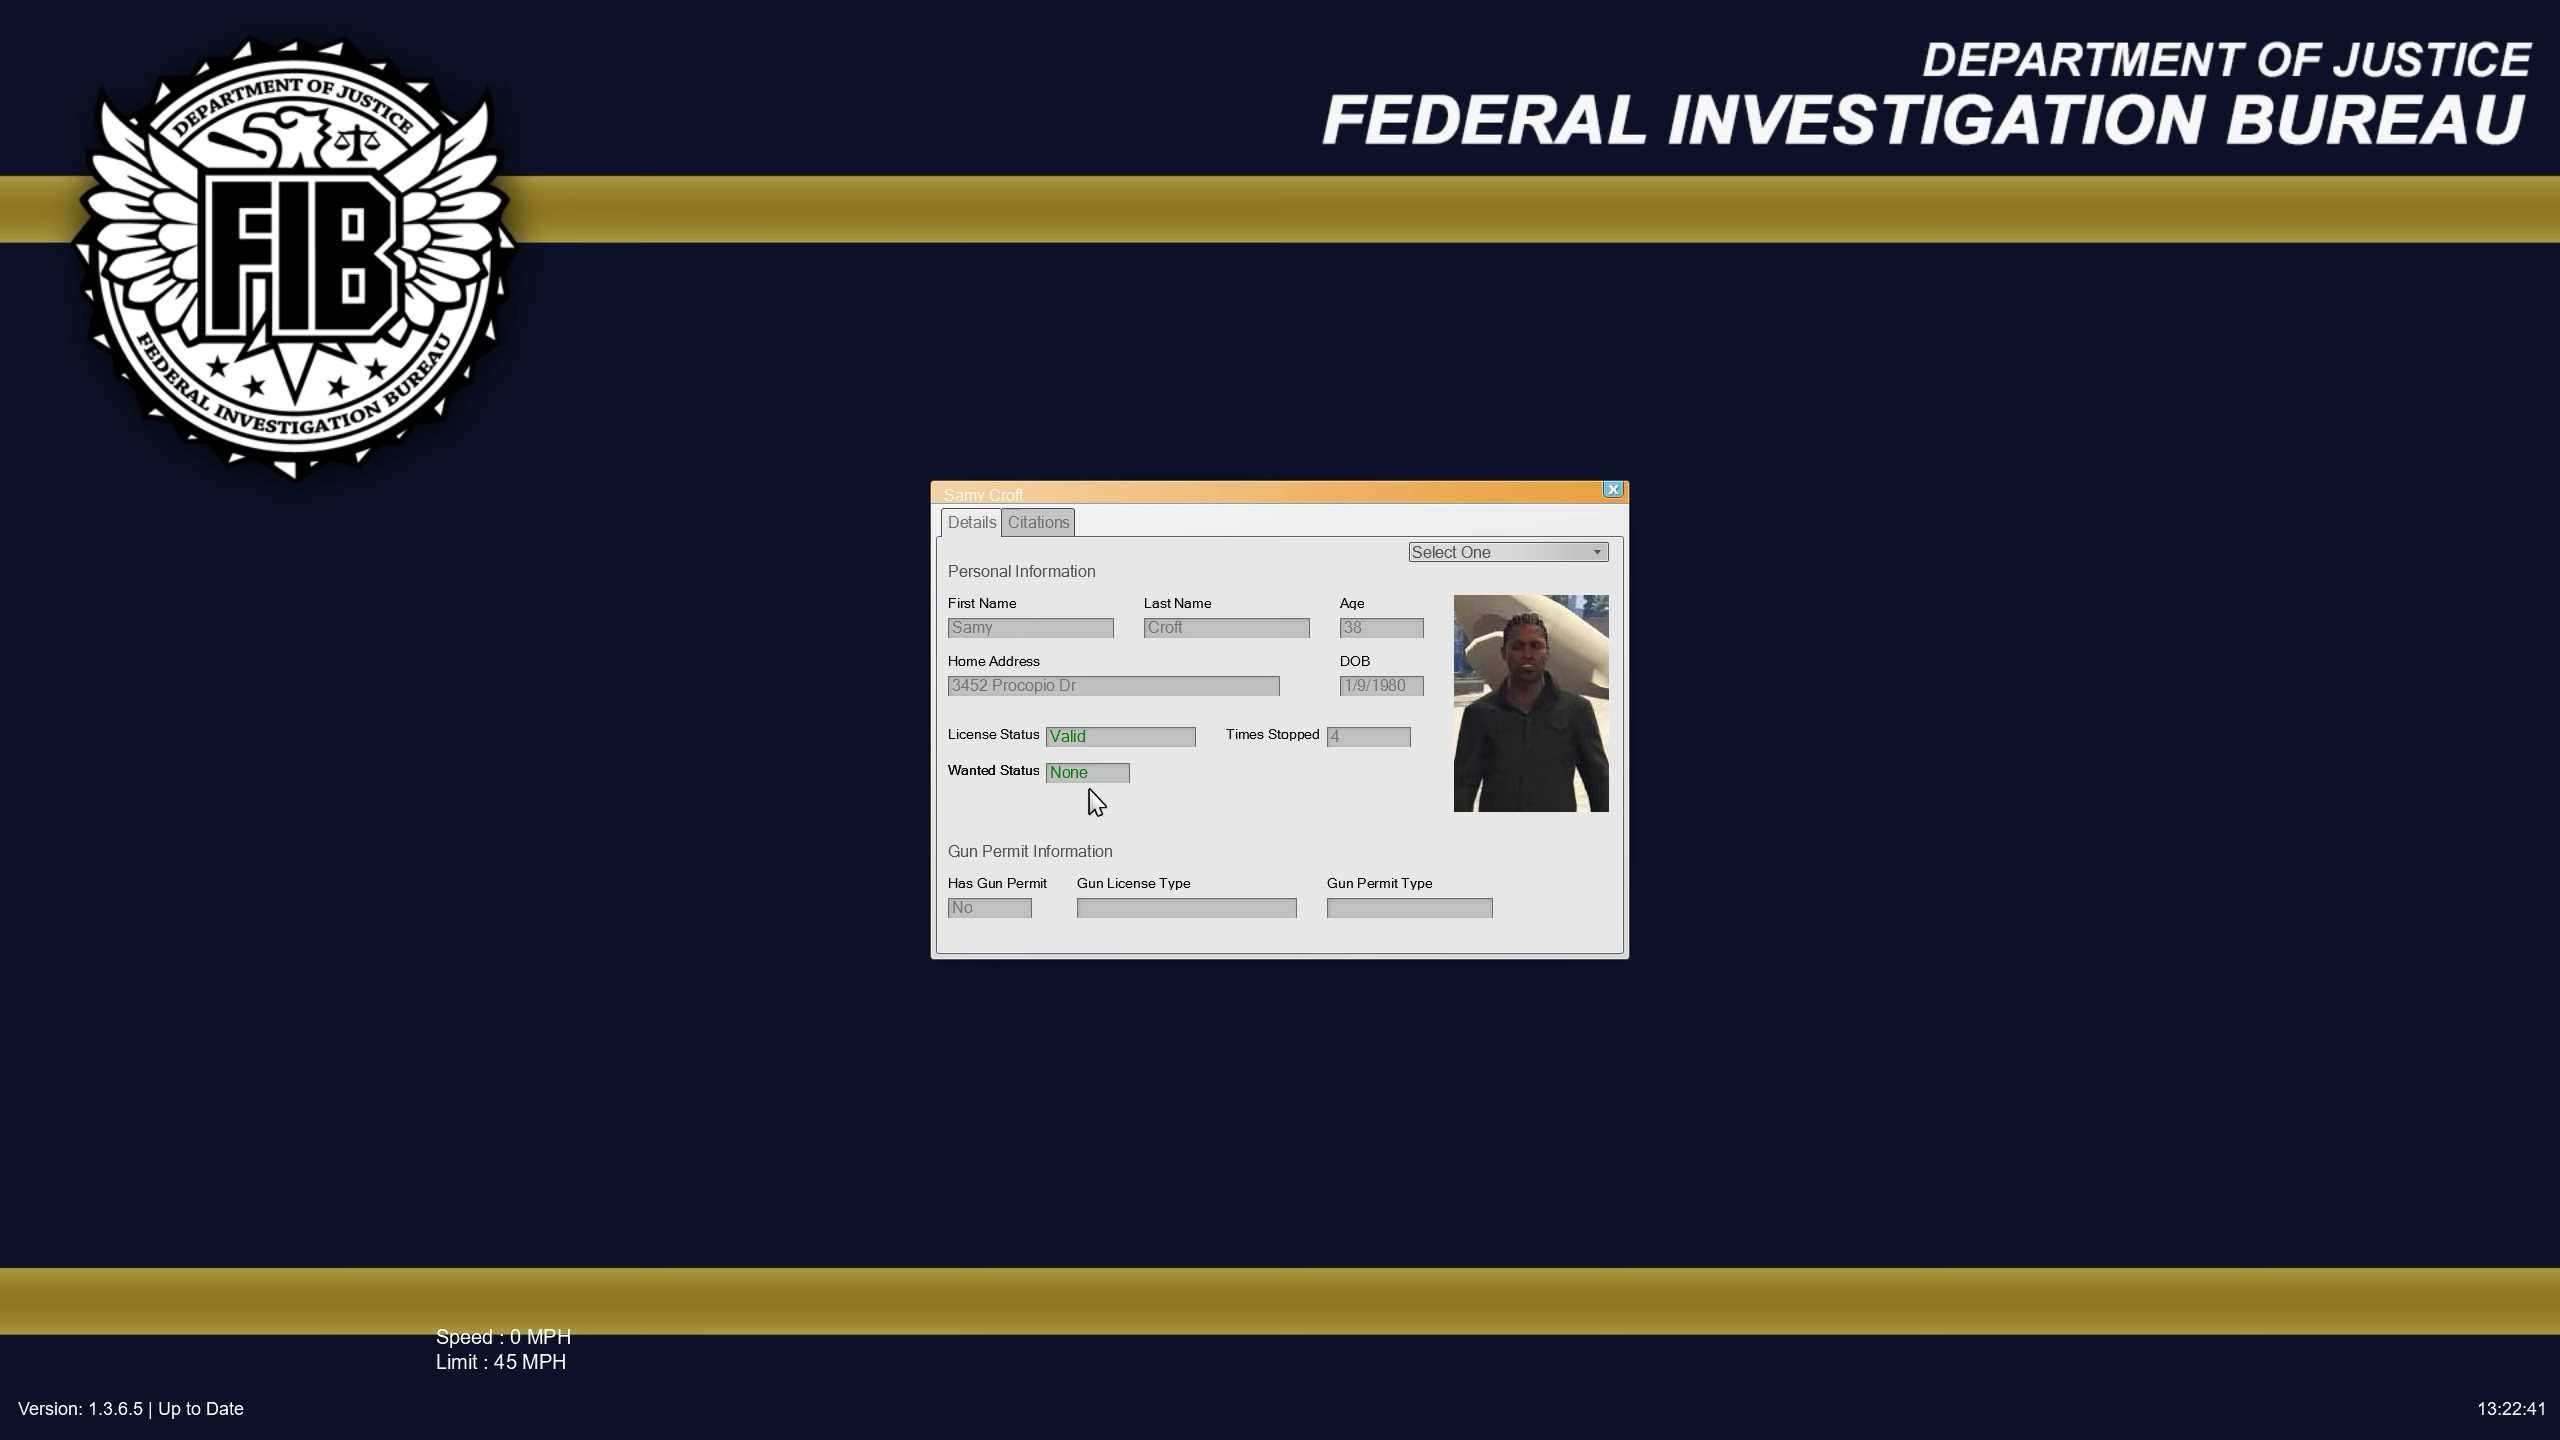 DEPARTMENT OF JUSTICE
FEDERAL INVESTIGATION BUREAU
DEPARTMENT OF JUSTICE
FIB
FEDERAL INVESTIGATION BUREAU
Samy Croft
Details Citations
Select One
Personal Information
First Name Last Name Age
Samy Croft 38
Home Address DOB
3452 Procopio Dr 1/9/1980
License Status Valid Times Stopped 4
Wanted Status None
Gun Permit Information
Has Gun Permit Gun License Type Gun Permit Type
No
Speed : 0 MPH
Limit : 45 MPH
Version: 1.3.6.5 | Up to Date
13:22:41